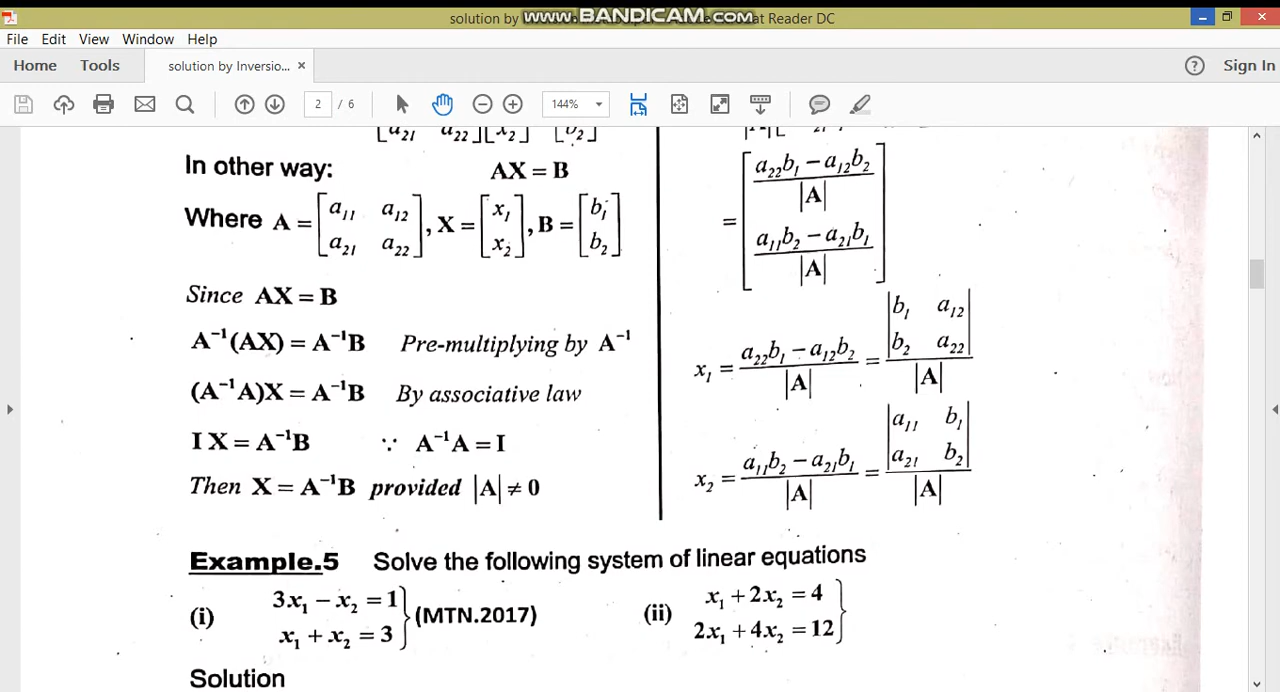 solution by www.BANDICAM.com at Reader DC
File Edit View Window Help
Home Tools solution by Inversio... × Sign In
2 / 6 144%
[a₂₁ a₂₂][x₂] [b₂]
In other way: AX = B
Where A = [a₁₁ a₁₂
a₂₁ a₂₂], X = [x₁
x₂], B = [b₁
b₂]
Since AX = B
A⁻¹(AX) = A⁻¹B Pre-multiplying by A⁻¹
(A⁻¹A)X = A⁻¹B By associative law
I X = A⁻¹B ∵ A⁻¹A = I
Then X = A⁻¹B provided |A| ≠ 0
= [(a₂₂b₁ − a₁₂b₂)/|A|
(a₁₁b₂ − a₂₁b₁)/|A|]
x₁ = (a₂₂b₁ − a₁₂b₂)/|A| = |b₁ a₁₂
b₂ a₂₂|/|A|
x₂ = (a₁₁b₂ − a₂₁b₁)/|A| = |a₁₁ b₁
a₂₁ b₂|/|A|
Example.5 Solve the following system of linear equations
(i) 3x₁ − x₂ = 1
x₁ + x₂ = 3} (MTN.2017)
(ii) x₁ + 2x₂ = 4
2x₁ + 4x₂ = 12}
Solution